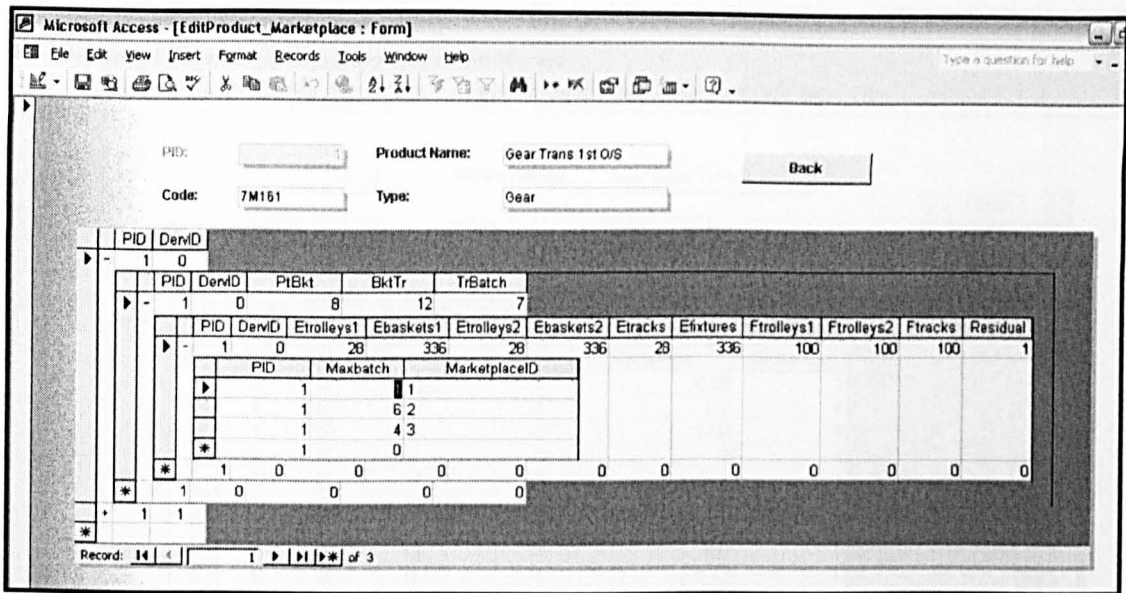 Microsoft Access - [EditProduct_Marketplace : Form]
File Edit View Insert Format Records Tools Window Help Type a question for help
PID: 1 Product Name: Gear Trans 1st O/S Back
Code: 7M161 Type: Gear
PID DervID
1 0
PID DervID PtBkt BktTr TrBatch
1 0 8 12 7
PID DervID Etrolleys1 Ebaskets1 Etrolleys2 Ebaskets2 Etracks Efixtures Ftrolleys1 Ftrolleys2 Ftracks Residual
1 0 28 336 28 336 28 336 100 100 100 1
PID Maxbatch MarketplaceID
1 1 1
1 6 2
1 4 3
1 0
1 0 0 0 0 0 0 0 0 0 0 0
1 0 0 0 0
1 1
Record: 1 of 3